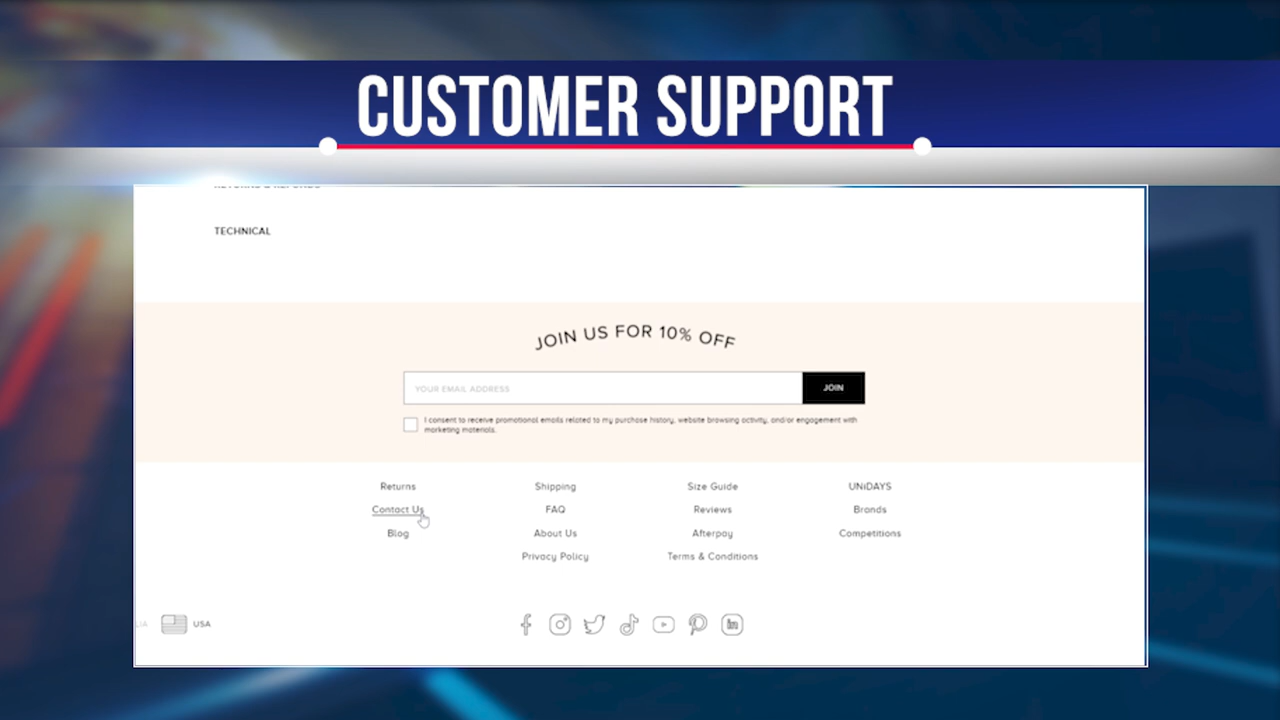 CUSTOMER SUPPORT
RETURNS & REFUNDS
TECHNICAL
JOIN US FOR 10% OFF
YOUR EMAIL ADDRESS
JOIN
I consent to receive promotional emails related to my purchase history, website browsing activity, and/or engagement with
marketing materials.
Returns Shipping Size Guide UNiDAYS
Contact Us FAQ Reviews Brands
Blog About Us Afterpay Competitions
Privacy Policy Terms & Conditions
USA